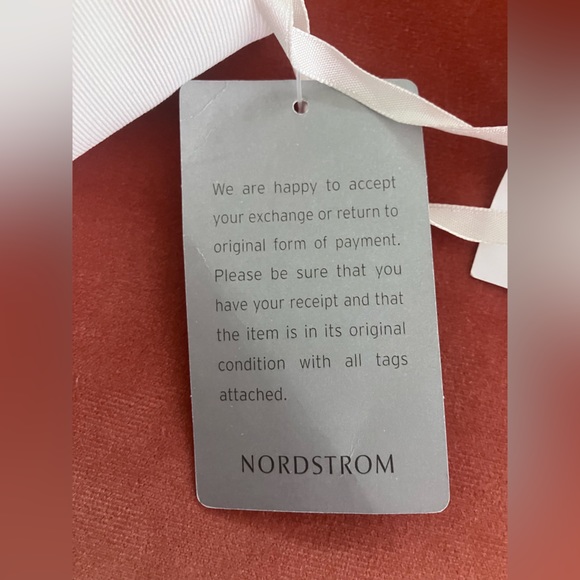 We are happy to accept
your exchange or return to
original form of payment.
Please be sure that you
have your receipt and that
the item is in its original
condition with all tags
attached.
NORDSTROM